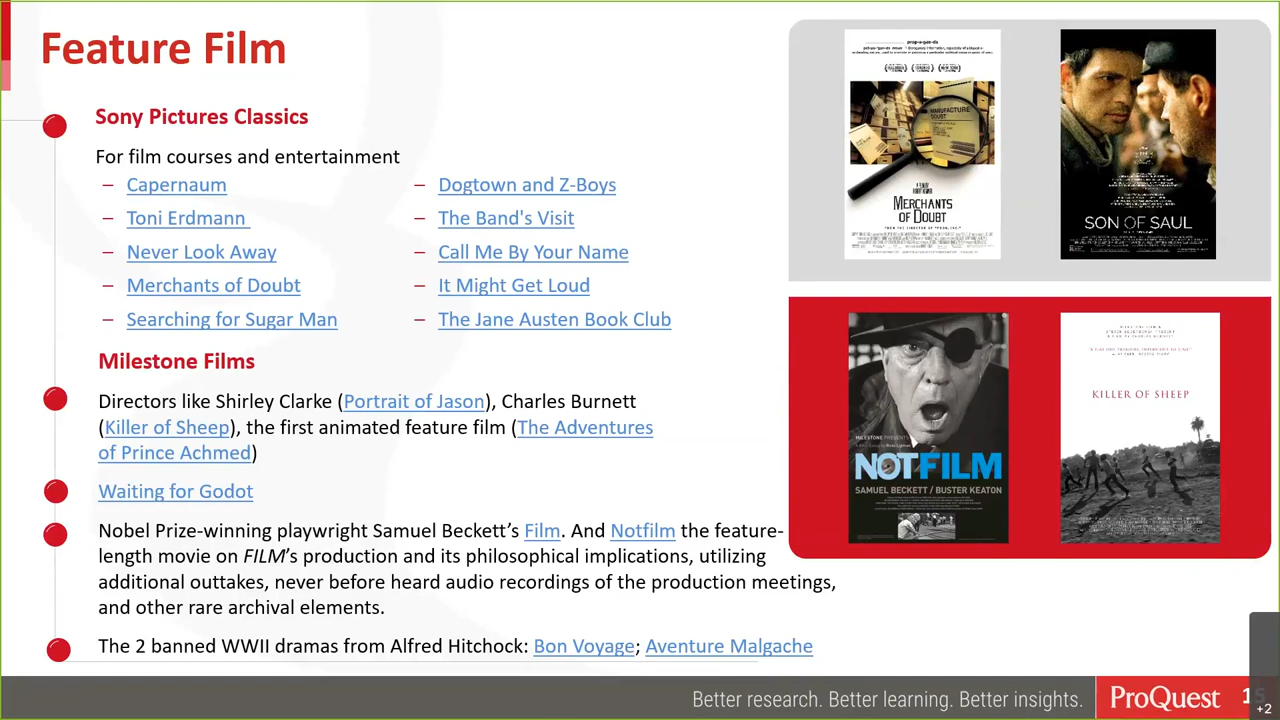 Feature Film
Sony Pictures Classics
For film courses and entertainment
– Capernaum
– Toni Erdmann
– Never Look Away
– Merchants of Doubt
– Searching for Sugar Man
– Dogtown and Z-Boys
– The Band's Visit
– Call Me By Your Name
– It Might Get Loud
– The Jane Austen Book Club
Milestone Films
Directors like Shirley Clarke (Portrait of Jason), Charles Burnett
(Killer of Sheep), the first animated feature film (The Adventures
of Prince Achmed)
Waiting for Godot
Nobel Prize-winning playwright Samuel Beckett’s Film. And Notfilm the feature-
length movie on FILM’s production and its philosophical implications, utilizing
additional outtakes, never before heard audio recordings of the production meetings,
and other rare archival elements.
The 2 banned WWII dramas from Alfred Hitchock: Bon Voyage; Aventure Malgache
MANUFACTURE
DOUBT
MERCHANTS
OF DOUBT
SON OF SAUL
MILESTONE PRESENTS
NOTFILM
SAMUEL BECKETT / BUSTER KEATON
KILLER OF SHEEP
Better research. Better learning. Better insights.
ProQuest
15
+2